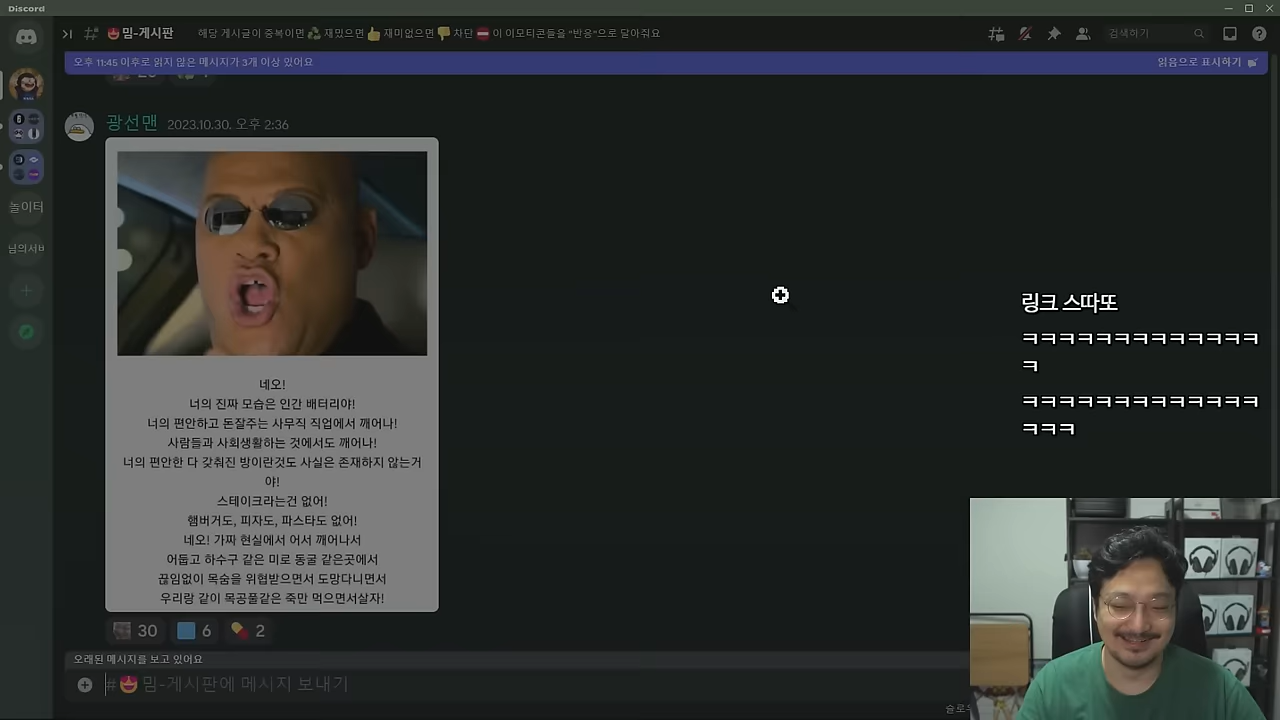 Discord
밈-게시판 해당 게시글이 중복이면 재밌으면 재미없으면 차단 이 이모티콘들을 "반응"으로 달아줘요
검색하기
오후 11:45 이후로 읽지 않은 메시지가 3개 이상 있어요
읽음으로 표시하기
광선맨 2023.10.30. 오후 2:36
놀이터
님의서버
네오!
너의 진짜 모습은 인간 배터리야!
너의 편안하고 돈잘주는 사무직 직업에서 깨어나!
사람들과 사회생활하는 것에서도 깨어나!
너의 편안한 다 갖춰진 방이란것도 사실은 존재하지 않는거
야!
스테이크라는건 없어!
햄버거도, 피자도, 파스타도 없어!
네오! 가짜 현실에서 어서 깨어나서
어둡고 하수구 같은 미로 동굴 같은곳에서
끊임없이 목숨을 위협받으면서 도망다니면서
우리랑 같이 목공풀같은 죽만 먹으면서살자!
30 6 2
오래된 메시지를 보고 있어요
#밈-게시판에 메시지 보내기
슬로우
링크 스따또
ㅋㅋㅋㅋㅋㅋㅋㅋㅋㅋㅋㅋㅋ
ㅋ
ㅋㅋㅋㅋㅋㅋㅋㅋㅋㅋㅋㅋㅋ
ㅋㅋㅋ